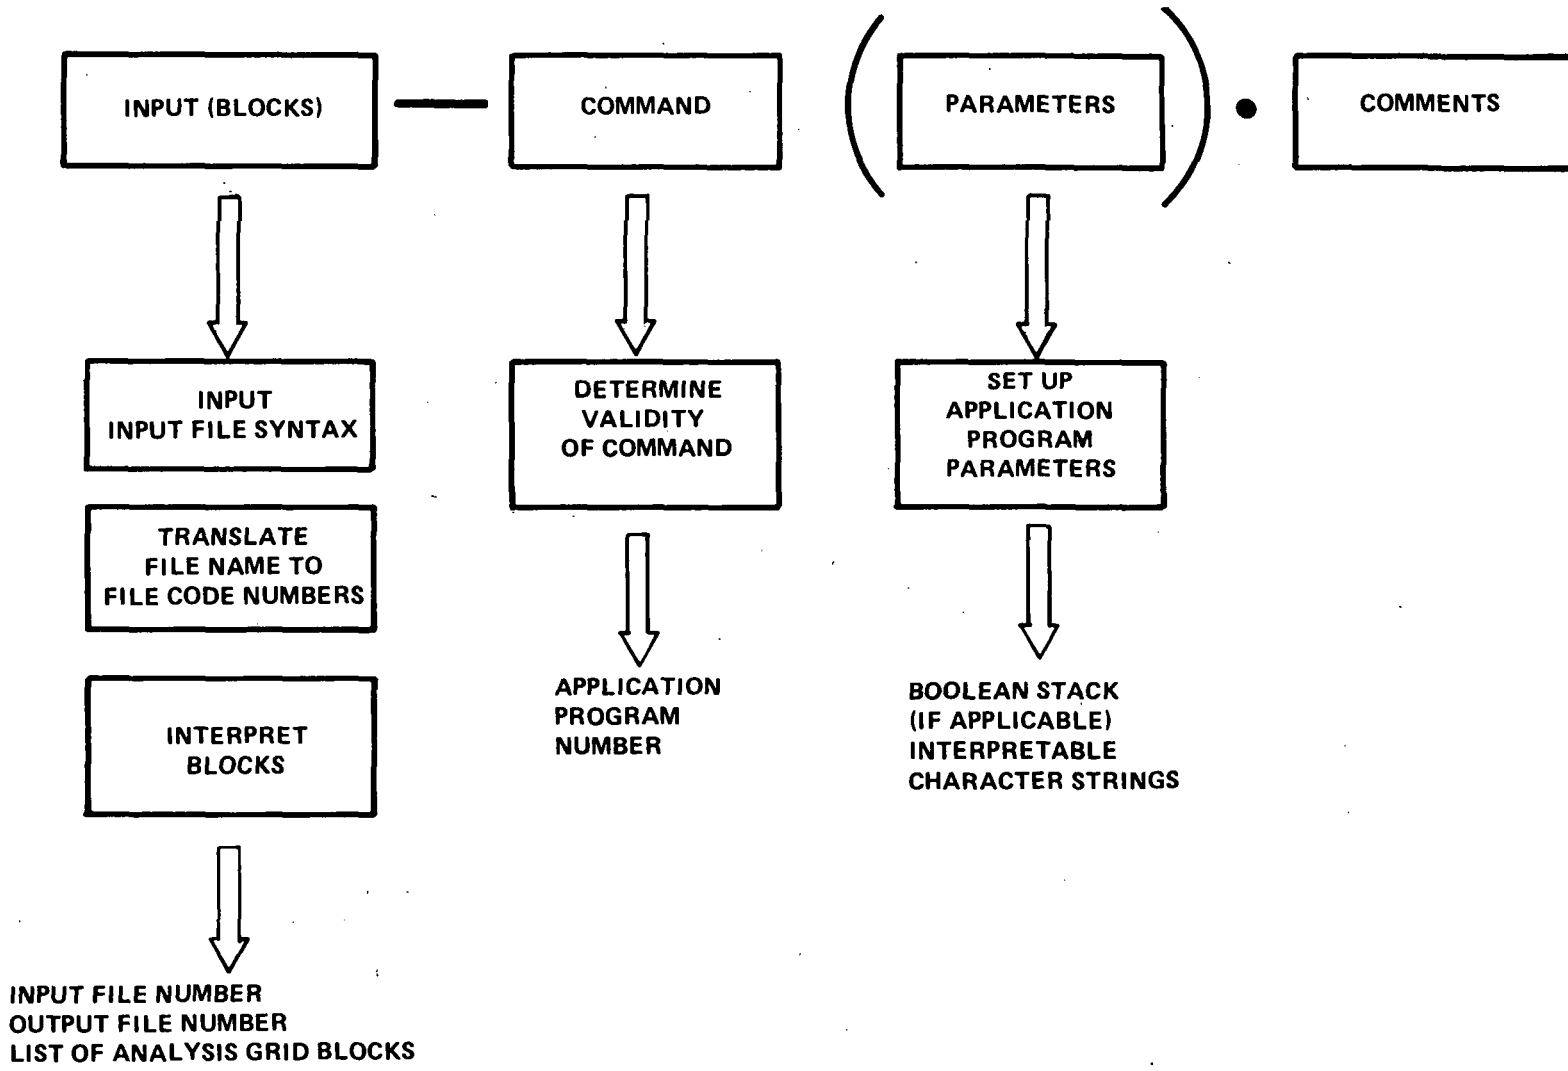 INPUT (BLOCKS)
COMMAND
PARAMETERS
COMMENTS
INPUT
INPUT FILE SYNTAX
TRANSLATE
FILE NAME TO
FILE CODE NUMBERS
INTERPRET
BLOCKS
INPUT FILE NUMBER
OUTPUT FILE NUMBER
LIST OF ANALYSIS GRID BLOCKS
DETERMINE
VALIDITY
OF COMMAND
APPLICATION
PROGRAM
NUMBER
SET UP
APPLICATION
PROGRAM
PARAMETERS
BOOLEAN STACK
(IF APPLICABLE)
INTERPRETABLE
CHARACTER STRINGS